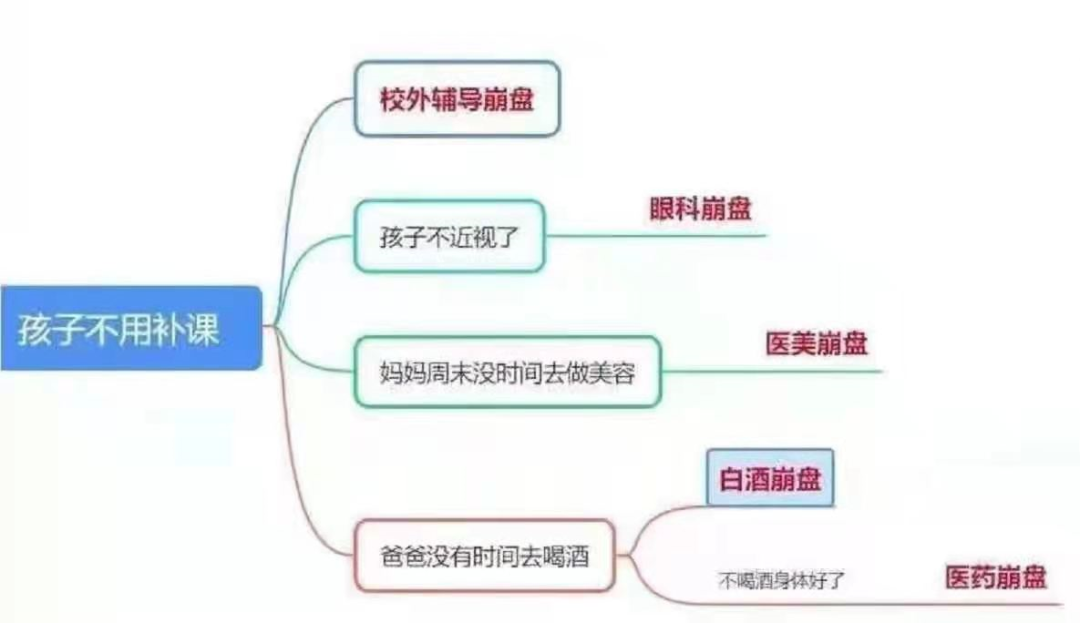 校外辅导崩盘
眼科崩盘
孩子不近视了
孩子不用补课
医美崩盘
妈妈周末没时间去做美容
白酒崩盘
爸爸没有时间去喝酒
不喝酒身体好了
医药崩盘